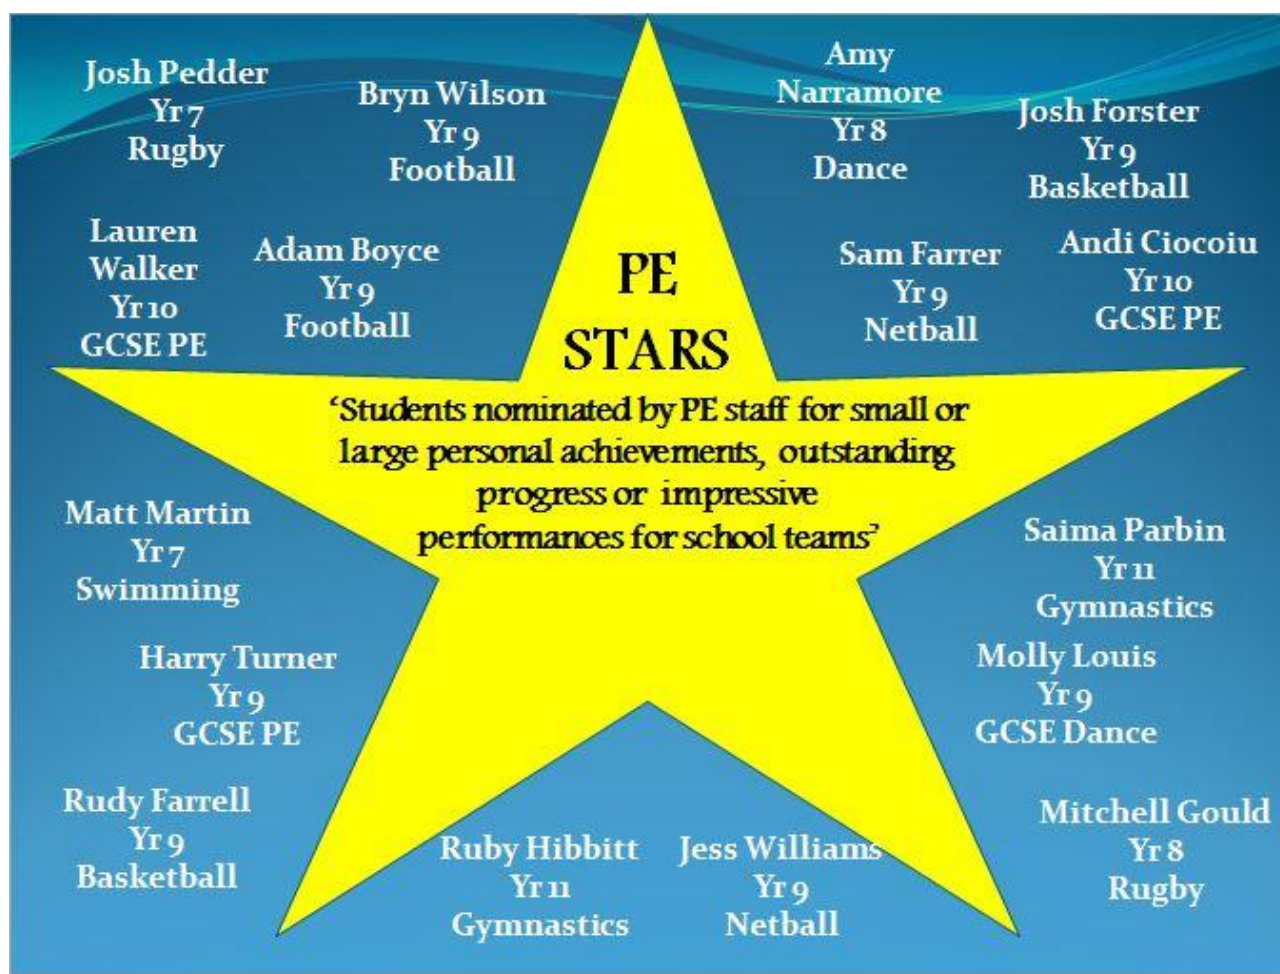 Josh Pedder
Yr 7
Rugby
Bryn Wilson
Yr 9
Football
Amy
Narramore
Yr 8
Dance
Josh Forster
Yr 9
Basketball
Lauren
Walker
Yr 10
GCSE PE
Adam Boyce
Yr 9
Football
PE
STARS
Sam Farrer
Yr 9
Netball
Andi Ciocoiu
Yr 10
GCSE PE
‘Students nominated by PE staff for small or
large personal achievements, outstanding
progress or impressive
performances for school teams’
Matt Martin
Yr 7
Swimming
Saima Parbin
Yr 11
Gymnastics
Harry Turner
Yr 9
GCSE PE
Molly Louis
Yr 9
GCSE Dance
Rudy Farrell
Yr 9
Basketball
Ruby Hibbitt
Yr 11
Gymnastics
Jess Williams
Yr 9
Netball
Mitchell Gould
Yr 8
Rugby